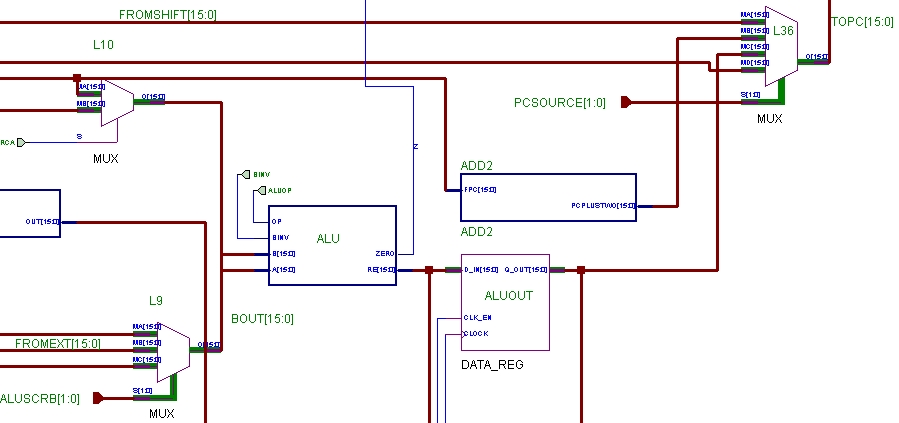 FROMSHIFT[15:0]
MA[15:0]
TOPC[15:0]
MB[15:0]
L36
L10
MC[15:0]
O[15:0]
MD[15:0]
MA[15:0]
O[15:0]
S[1:0]
PCSOURCE[1:0]
MB[15:0]
MUX
S
RCA
Z
MUX
ADD2
BINV
ALUOP
FPC[15:0]
PCPLUSTWO[15:0]
OUT[15:0]
OP
BINV
ALU
ADD2
B[15:0]
ZERO
A[15:0]
RE[15:0]
D_IN[15:0]
Q_OUT[15:0]
ALUOUT
L9
BOUT[15:0]
CLK_EN
MA[15:0]
CLOCK
FROMEXT[15:0]
MB[15:0]
MC[15:0]
DATA_REG
S[1:0]
ALUSCRB[1:0]
MUX